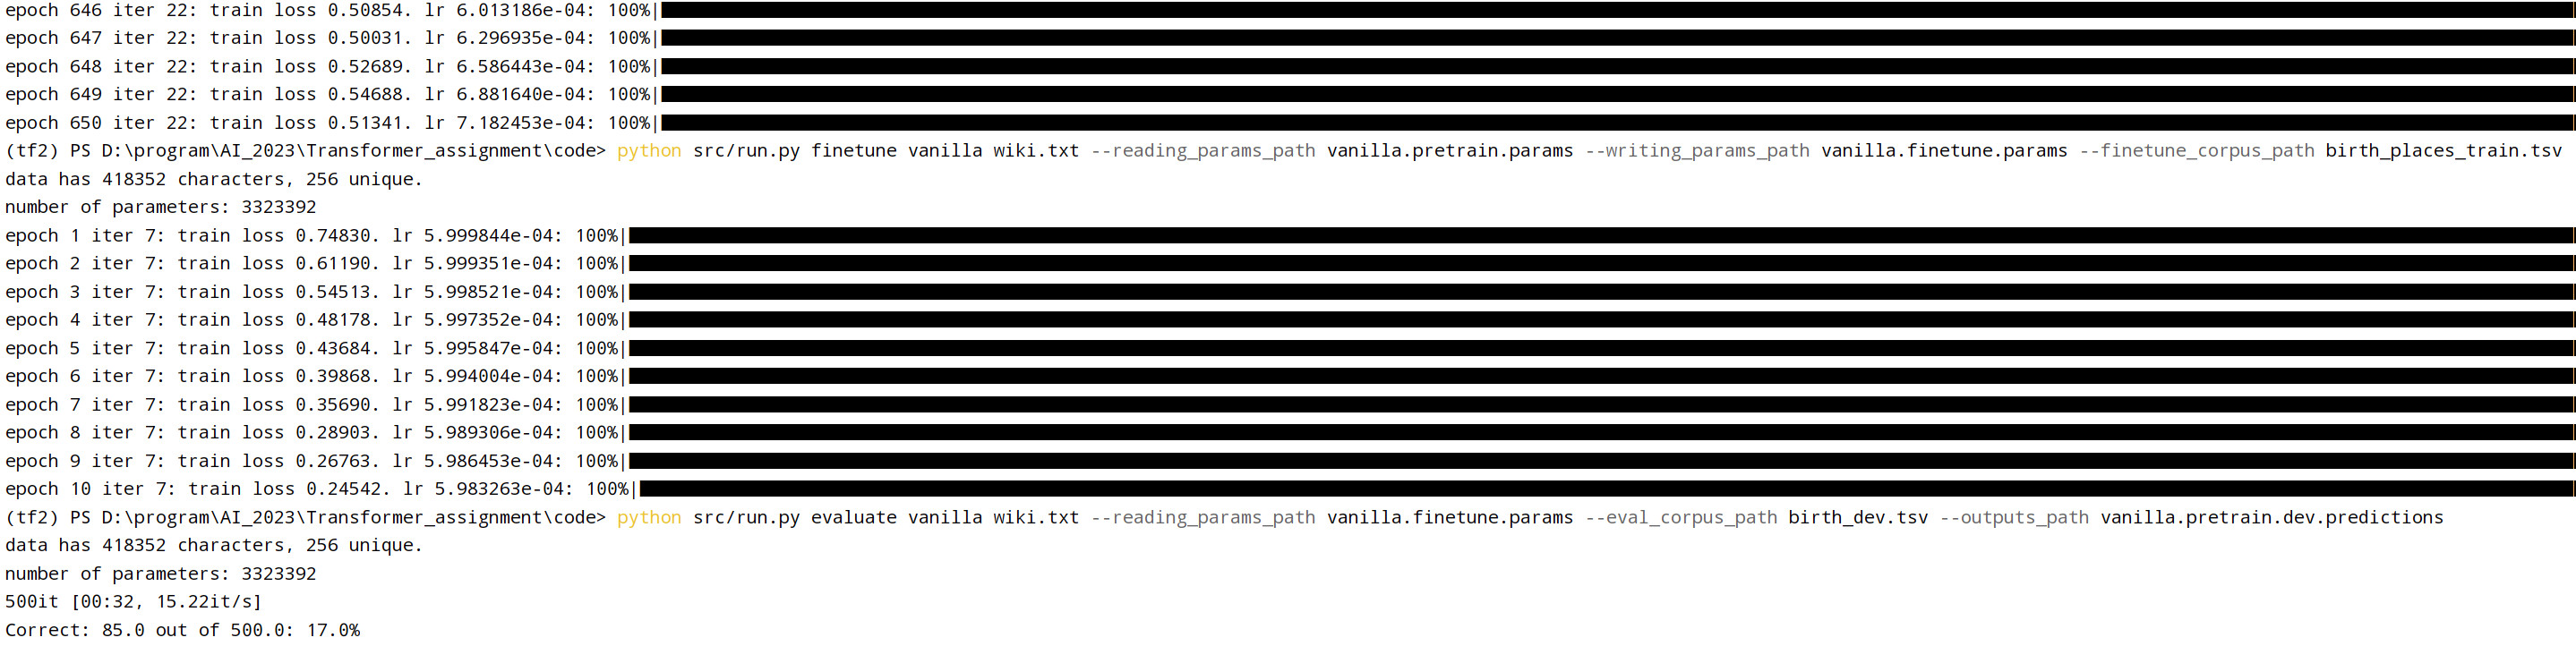 epoch 646 iter 22: train loss 0.50854. lr 6.013186e-04: 100%|
epoch 647 iter 22: train loss 0.50031. lr 6.296935e-04: 100%|
epoch 648 iter 22: train loss 0.52689. lr 6.586443e-04: 100%|
epoch 649 iter 22: train loss 0.54688. lr 6.881640e-04: 100%|
epoch 650 iter 22: train loss 0.51341. lr 7.182453e-04: 100%|
(tf2) PS D:\program\AI_2023\Transformer_assignment\code> python src/run.py finetune vanilla wiki.txt --reading_params_path vanilla.pretrain.params --writing_params_path vanilla.finetune.params --finetune_corpus_path birth_places_train.tsv
data has 418352 characters, 256 unique.
number of parameters: 3323392
epoch 1 iter 7: train loss 0.74830. lr 5.999844e-04: 100%|
epoch 2 iter 7: train loss 0.61190. lr 5.999351e-04: 100%|
epoch 3 iter 7: train loss 0.54513. lr 5.998521e-04: 100%|
epoch 4 iter 7: train loss 0.48178. lr 5.997352e-04: 100%|
epoch 5 iter 7: train loss 0.43684. lr 5.995847e-04: 100%|
epoch 6 iter 7: train loss 0.39868. lr 5.994004e-04: 100%|
epoch 7 iter 7: train loss 0.35690. lr 5.991823e-04: 100%|
epoch 8 iter 7: train loss 0.28903. lr 5.989306e-04: 100%|
epoch 9 iter 7: train loss 0.26763. lr 5.986453e-04: 100%|
epoch 10 iter 7: train loss 0.24542. lr 5.983263e-04: 100%|
(tf2) PS D:\program\AI_2023\Transformer_assignment\code> python src/run.py evaluate vanilla wiki.txt --reading_params_path vanilla.finetune.params --eval_corpus_path birth_dev.tsv --outputs_path vanilla.pretrain.dev.predictions
data has 418352 characters, 256 unique.
number of parameters: 3323392
500it [00:32, 15.22it/s]
Correct: 85.0 out of 500.0: 17.0%